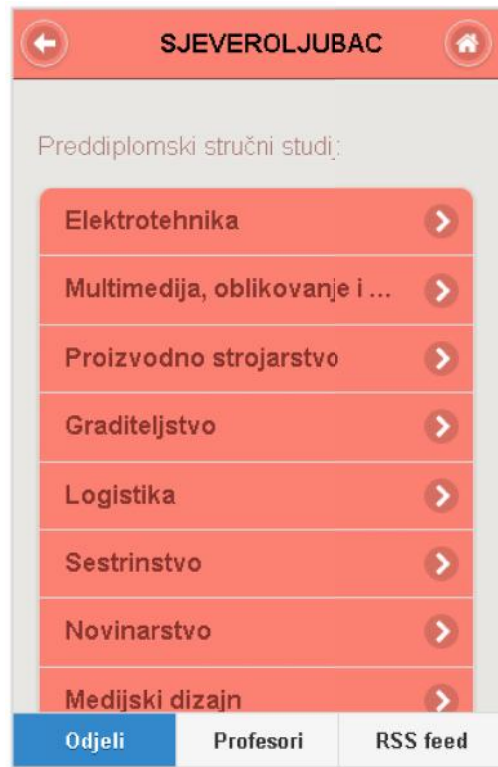 SJEVEROLJUBAC
Preddiplomski stručni studij:
Elektrotehnika
Multimedija, oblikovanje i ...
Proizvodno strojarstvo
Graditeljstvo
Logistika
Sestrinstvo
Novinarstvo
Medijski dizajn
Odjeli Profesori RSS feed